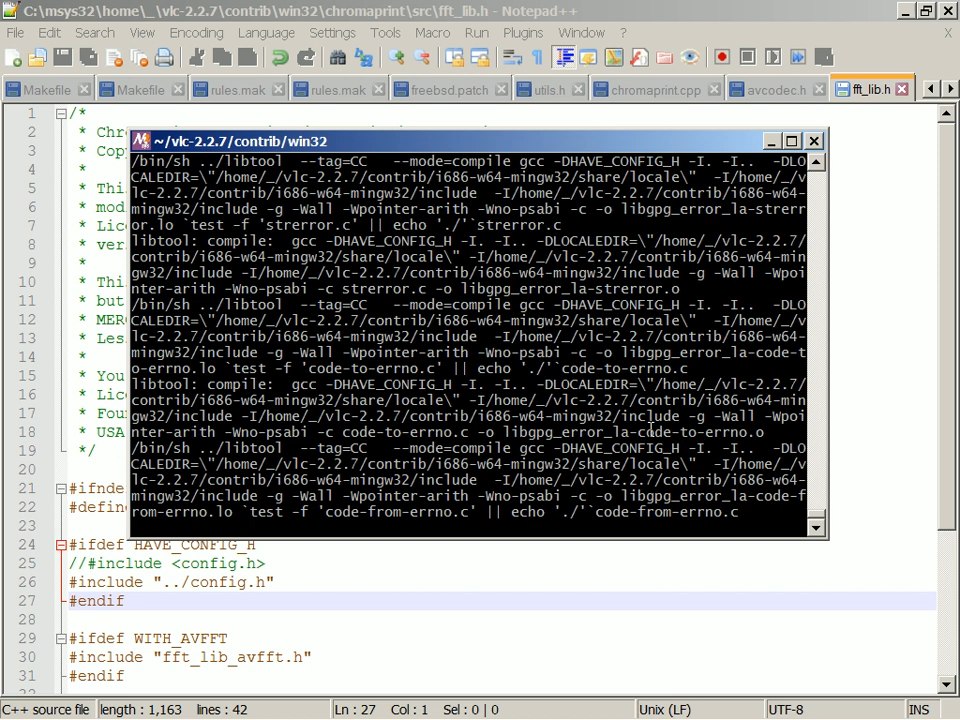 C:\msys32\home\_\vlc-2.2.7\contrib\win32\chromaprint\src\fft_lib.h - Notepad++
File Edit Search View Encoding Language Settings Tools Macro Run Plugins Window ? X
Makefile Makefile rules.mak rules.mak freebsd.patch utils.h chromaprint.cpp avcodec.h fft_lib.h
1 /*
2 * Chr
3 * Cop
4 *
5 * Thi
6 * mod
7 * Lic
8 * ver
9 *
10 * Thi
11 * but
12 * MER
13 * Les
14 *
15 * You
16 * Lic
17 * Fou
18 * USA
19 */
20
21 #ifnde
22 #define
23
24 #ifdef HAVE_CONFIG_H
25 //#include <config.h>
26 #include "../config.h"
27 #endif
28
29 #ifdef WITH_AVFFT
30 #include "fft_lib_avfft.h"
31 #endif
~/vlc-2.2.7/contrib/win32
/bin/sh ../libtool  --tag=CC   --mode=compile gcc -DHAVE_CONFIG_H -I. -I..  -DLO
CALEDIR=\"/home/_/vlc-2.2.7/contrib/i686-w64-mingw32/share/locale\"  -I/home/_/v
lc-2.2.7/contrib/i686-w64-mingw32/include  -I/home/_/vlc-2.2.7/contrib/i686-w64-
mingw32/include -g -Wall -Wpointer-arith -Wno-psabi -c -o libgpg_error_la-strerr
or.lo `test -f 'strerror.c' || echo './'`strerror.c
libtool: compile:  gcc -DHAVE_CONFIG_H -I. -I.. -DLOCALEDIR=\"/home/_/vlc-2.2.7/
contrib/i686-w64-mingw32/share/locale\" -I/home/_/vlc-2.2.7/contrib/i686-w64-min
gw32/include -I/home/_/vlc-2.2.7/contrib/i686-w64-mingw32/include -g -Wall -Wpoi
nter-arith -Wno-psabi -c strerror.c -o libgpg_error_la-strerror.o
/bin/sh ../libtool  --tag=CC   --mode=compile gcc -DHAVE_CONFIG_H -I. -I..  -DLO
CALEDIR=\"/home/_/vlc-2.2.7/contrib/i686-w64-mingw32/share/locale\"  -I/home/_/v
lc-2.2.7/contrib/i686-w64-mingw32/include  -I/home/_/vlc-2.2.7/contrib/i686-w64-
mingw32/include -g -Wall -Wpointer-arith -Wno-psabi -c -o libgpg_error_la-code-t
o-errno.lo `test -f 'code-to-errno.c' || echo './'`code-to-errno.c
libtool: compile:  gcc -DHAVE_CONFIG_H -I. -I.. -DLOCALEDIR=\"/home/_/vlc-2.2.7/
contrib/i686-w64-mingw32/share/locale\" -I/home/_/vlc-2.2.7/contrib/i686-w64-min
gw32/include -I/home/_/vlc-2.2.7/contrib/i686-w64-mingw32/include -g -Wall -Wpoi
nter-arith -Wno-psabi -c code-to-errno.c -o libgpg_error_la-code-to-errno.o
/bin/sh ../libtool  --tag=CC   --mode=compile gcc -DHAVE_CONFIG_H -I. -I..  -DLO
CALEDIR=\"/home/_/vlc-2.2.7/contrib/i686-w64-mingw32/share/locale\"  -I/home/_/v
lc-2.2.7/contrib/i686-w64-mingw32/include  -I/home/_/vlc-2.2.7/contrib/i686-w64-
mingw32/include -g -Wall -Wpointer-arith -Wno-psabi -c -o libgpg_error_la-code-f
rom-errno.lo `test -f 'code-from-errno.c' || echo './'`code-from-errno.c
C++ source file length : 1,163 lines : 42 Ln : 27 Col : 1 Sel : 0 | 0 Unix (LF) UTF-8 INS